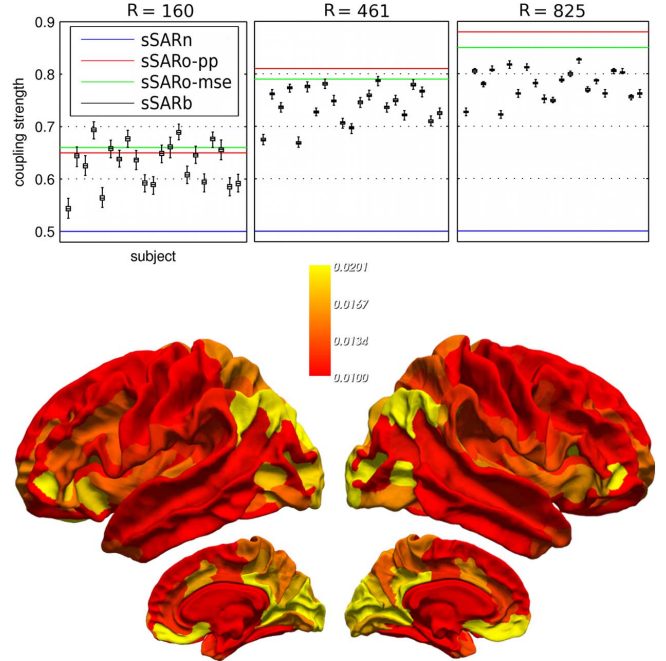 R = 160
R = 461
R = 825
0.9
0.8
0.7
0.6
0.5
coupling strength
sSARn
sSARo-pp
sSARo-mse
sSARb
subject
0.0201
0.0167
0.0134
0.0100